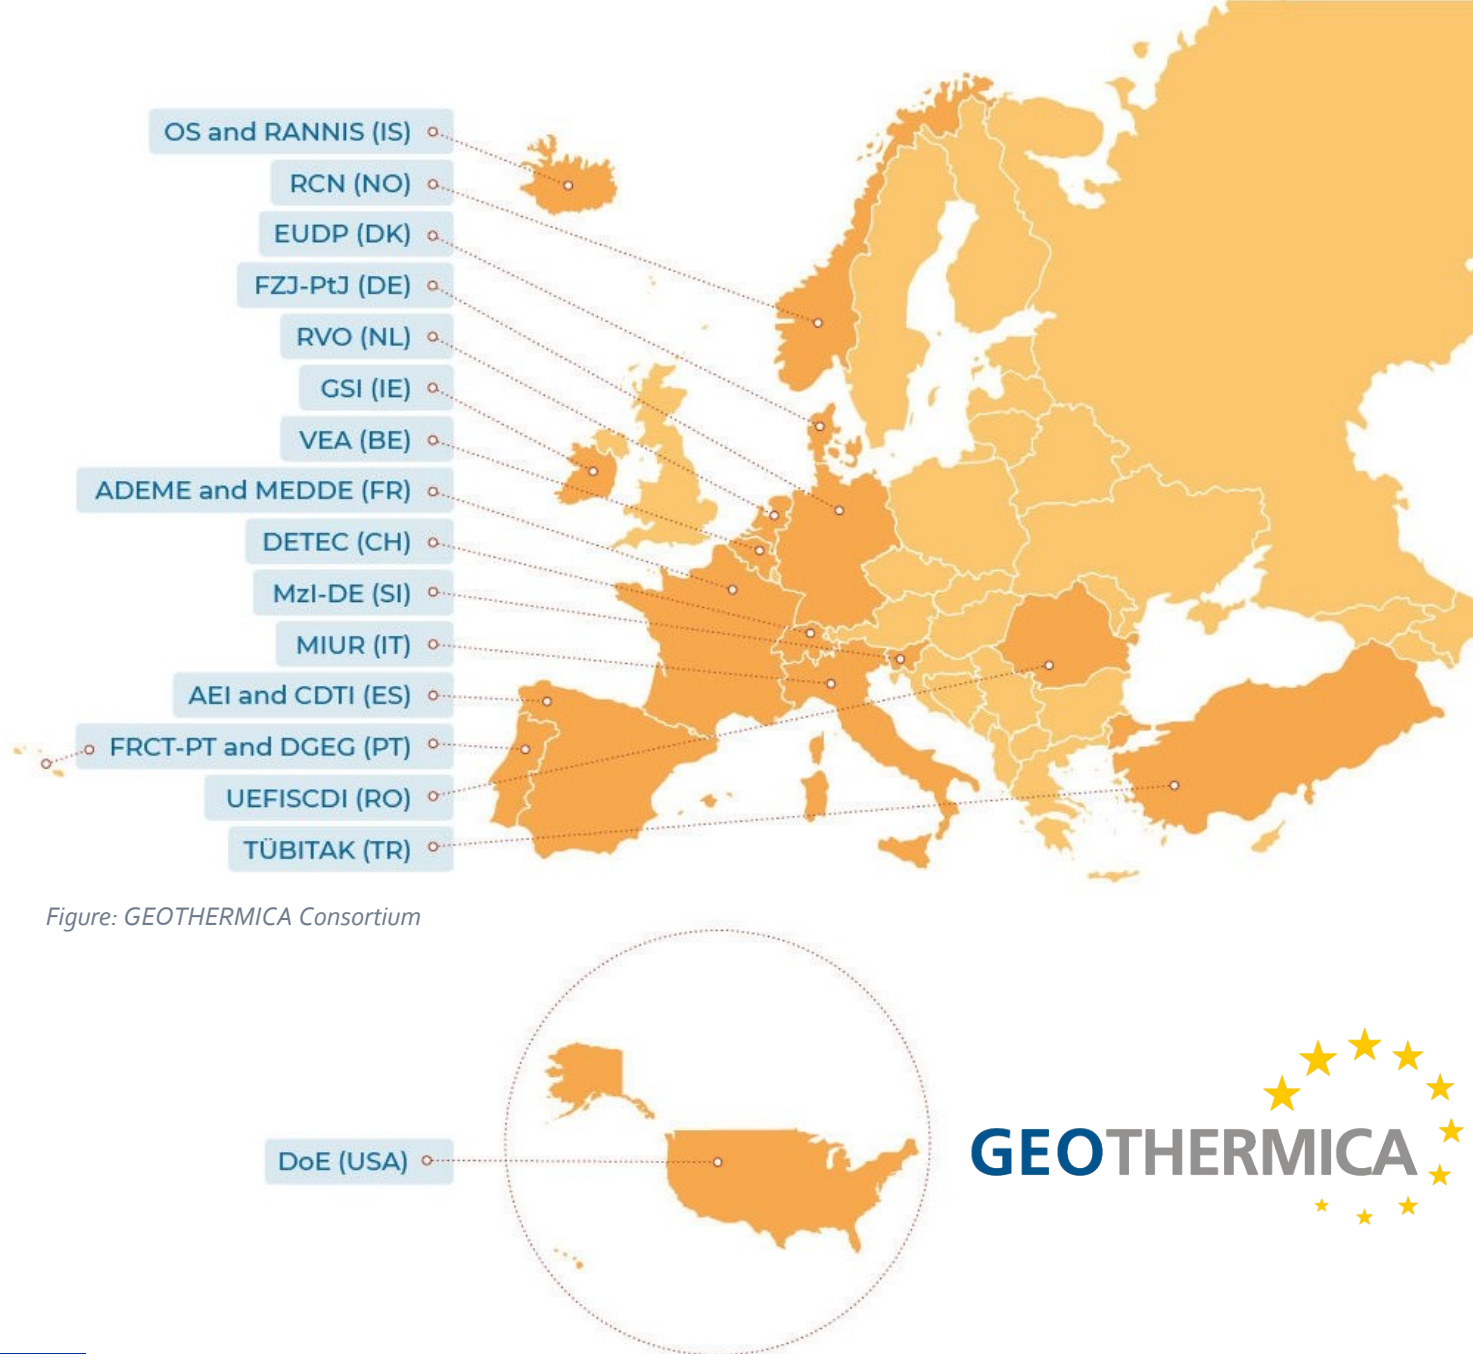 OS and RANNIS (IS)
RCN (NO)
EUDP (DK)
FZJ-PtJ (DE)
RVO (NL)
GSI (IE)
VEA (BE)
ADEME and MEDDE (FR)
DETEC (CH)
MzI-DE (SI)
MIUR (IT)
AEI and CDTI (ES)
FRCT-PT and DGEG (PT)
UEFISCDI (RO)
TÜBITAK (TR)
Figure: GEOTHERMICA Consortium
DoE (USA)
GEOTHERMICA